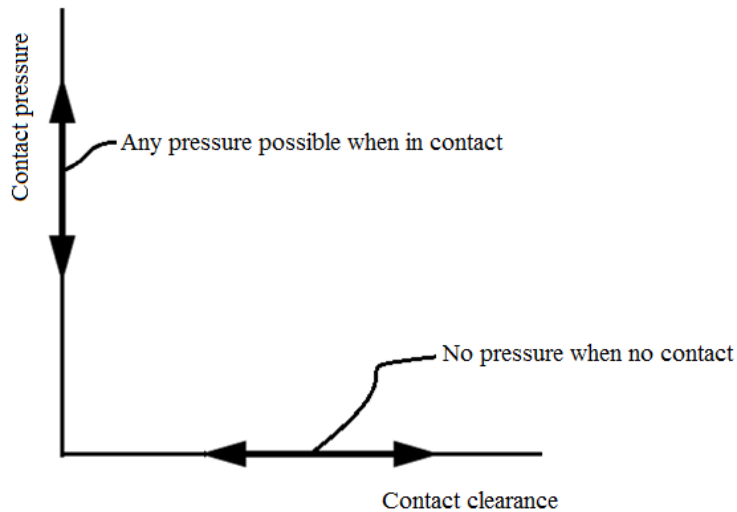 Contact pressure
Any pressure possible when in contact
No pressure when no contact
Contact clearance